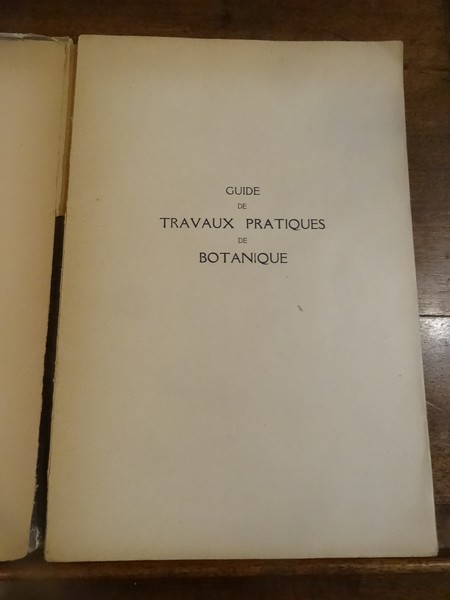 GUIDE
DE
TRAVAUX PRATIQUES
DE
BOTANIQUE